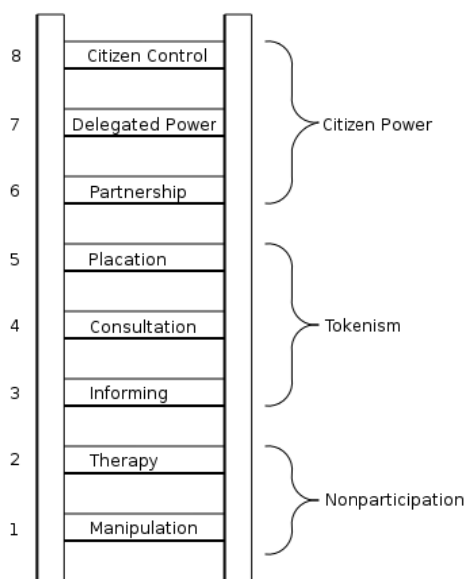 8 Citizen Control
7 Delegated Power Citizen Power
6 Partnership
5 Placation
4 Consultation Tokenism
3 Informing
2 Therapy
Nonparticipation
1 Manipulation